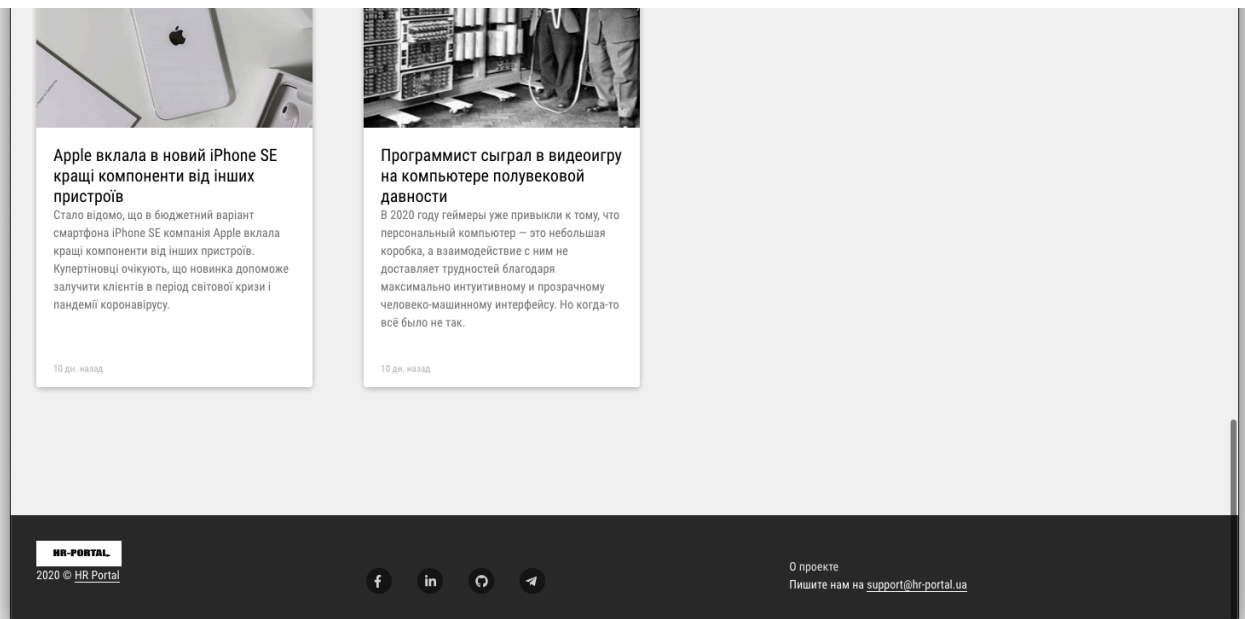 Apple вклала в новий iPhone SE
кращі компоненти від інших
пристроїв
Стало відомо, що в бюджетний варіант
смартфона iPhone SE компанія Apple вклала
кращі компоненти від інших пристроїв.
Купертіновці очікують, що новинка допоможе
залучити клієнтів в період світової кризи і
пандемії коронавірусу.
10 дн. назад
Программист сыграл в видеоигру
на компьютере полувековой
давности
В 2020 году геймеры уже привыкли к тому, что
персональный компьютер — это небольшая
коробка, а взаимодействие с ним не
доставляет трудностей благодаря
максимально интуитивному и прозрачному
человеко-машинному интерфейсу. Но когда-то
всё было не так.
10 дн. назад
HR-PORTAL
2020 © HR Portal
О проекте
Пишите нам на support@hr-portal.ua